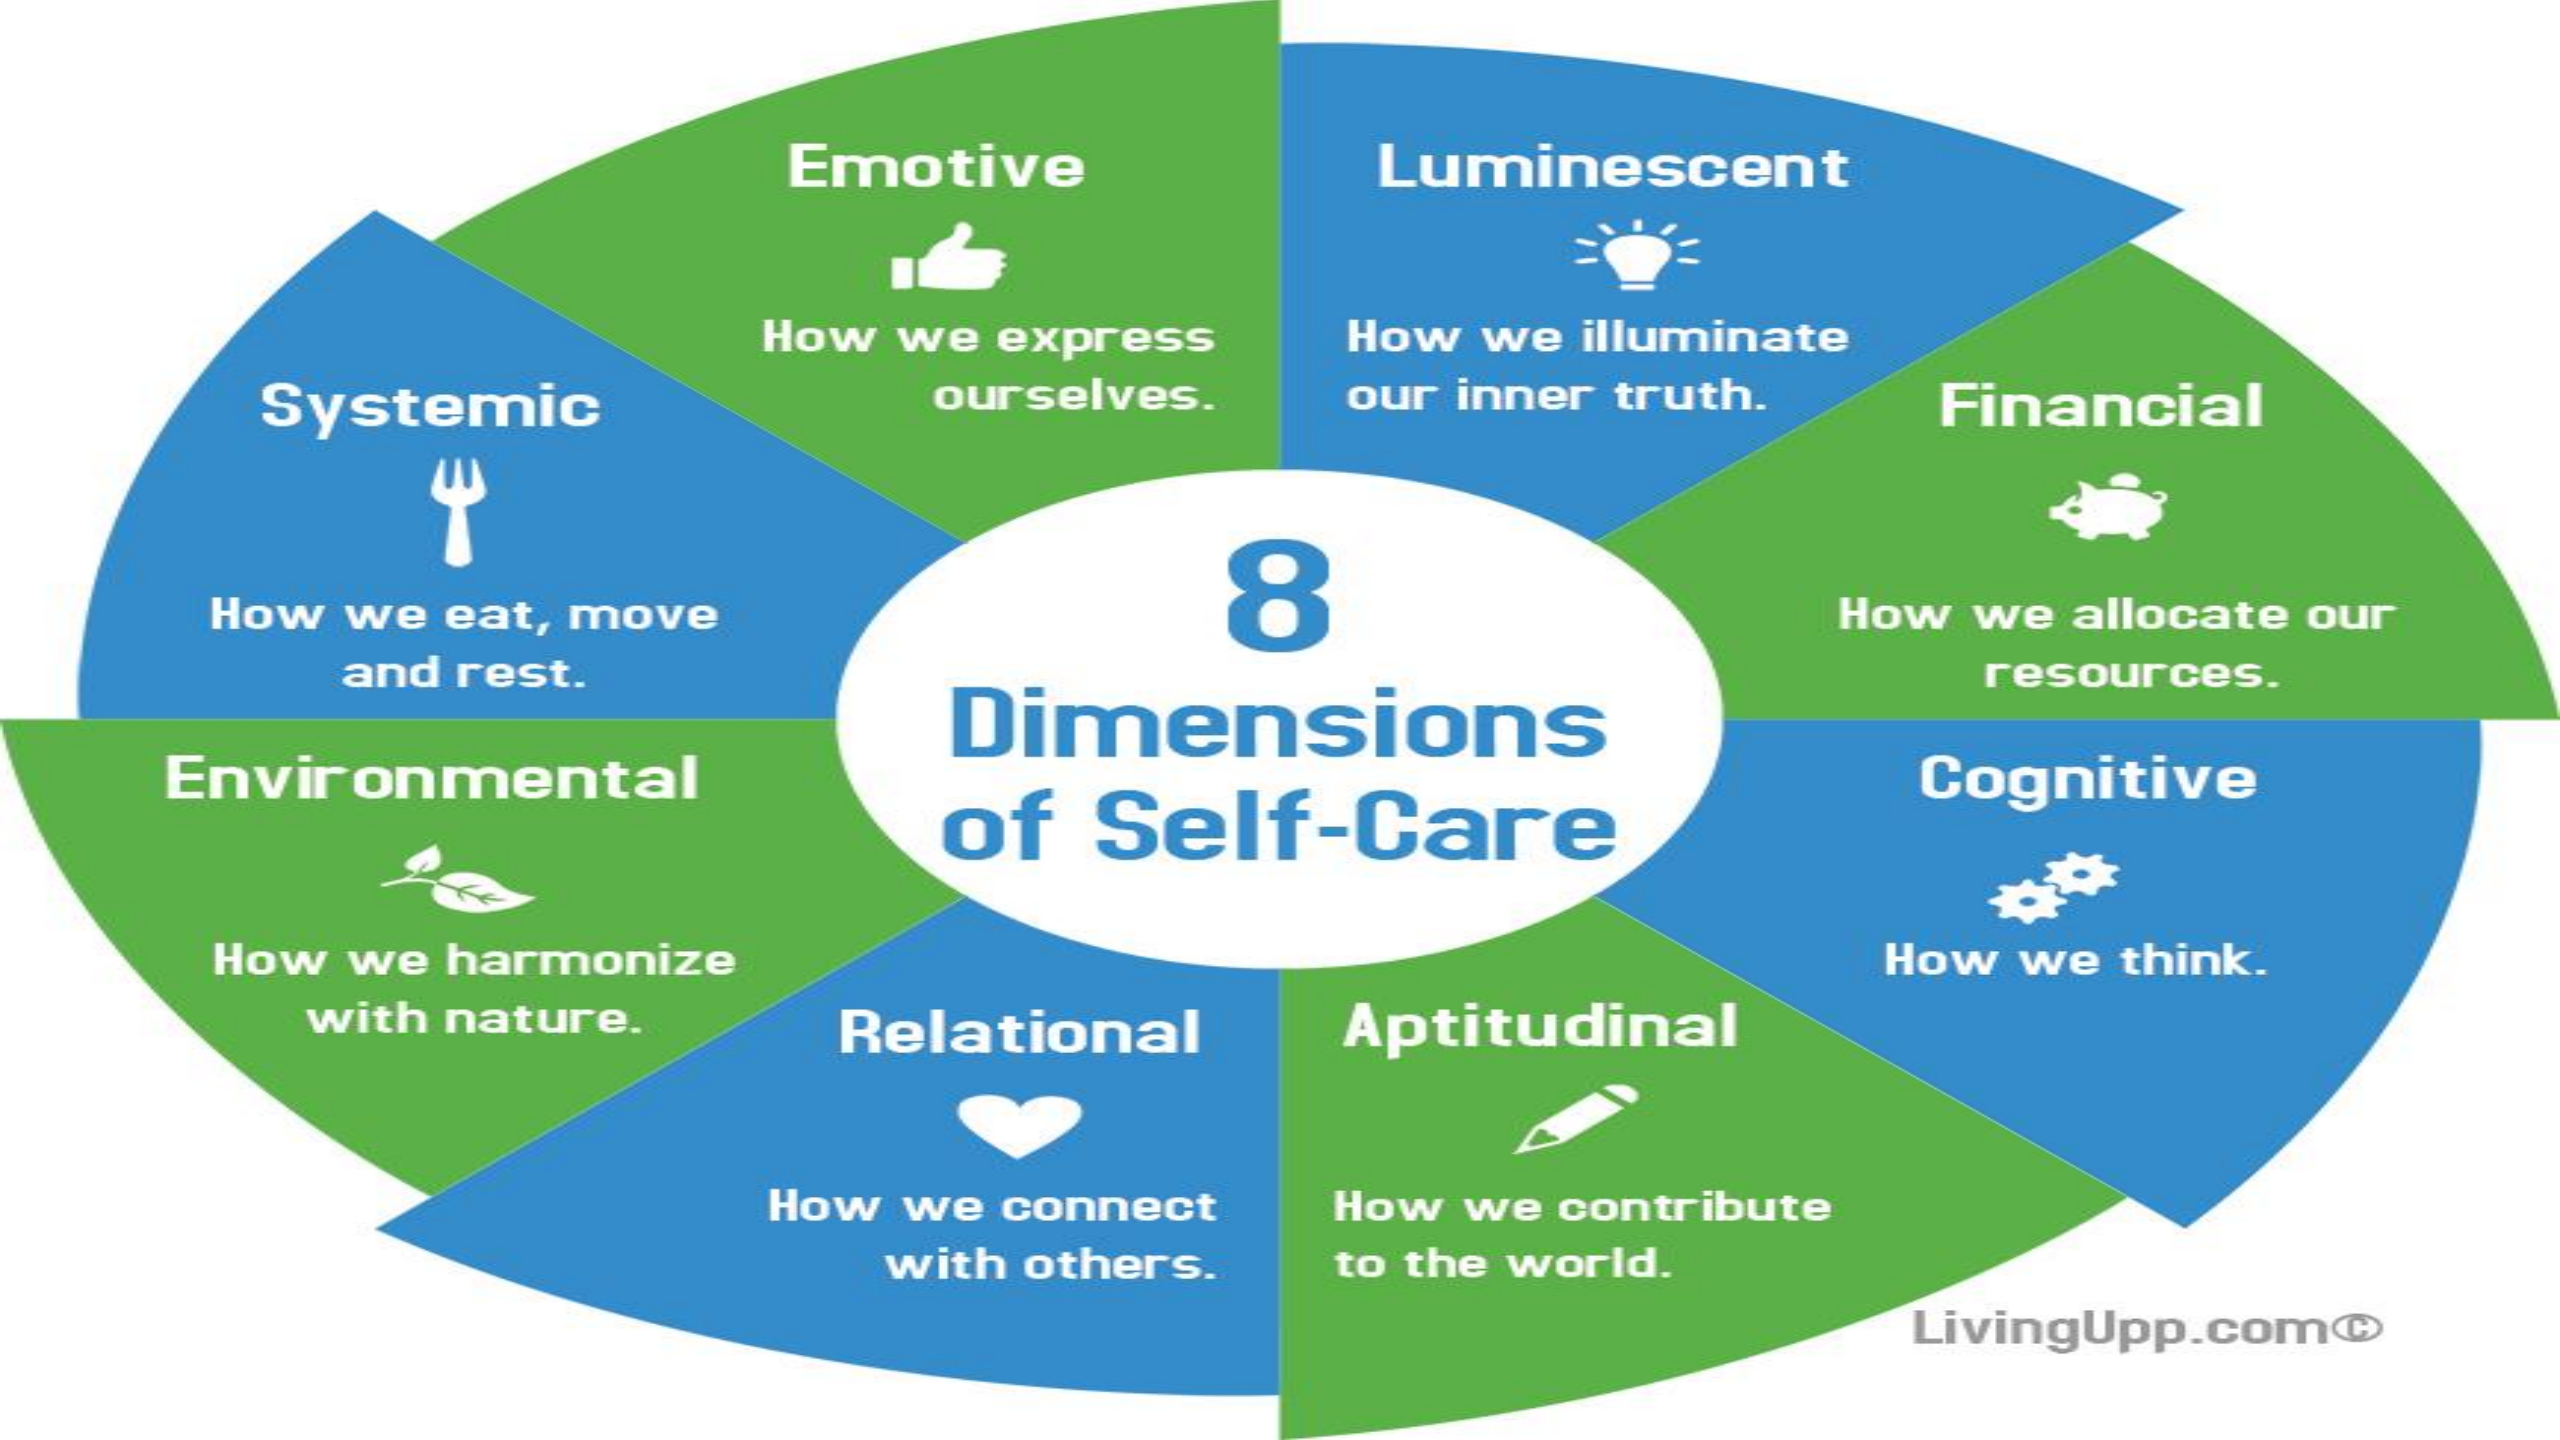 8
Dimensions
of Self-Care
Emotive
How we express
ourselves.
Luminescent
How we illuminate
our inner truth.
Financial
How we allocate our
resources.
Cognitive
How we think.
Aptitudinal
How we contribute
to the world.
Relational
How we connect
with others.
Environmental
How we harmonize
with nature.
Systemic
How we eat, move
and rest.
LivingUpp.com©